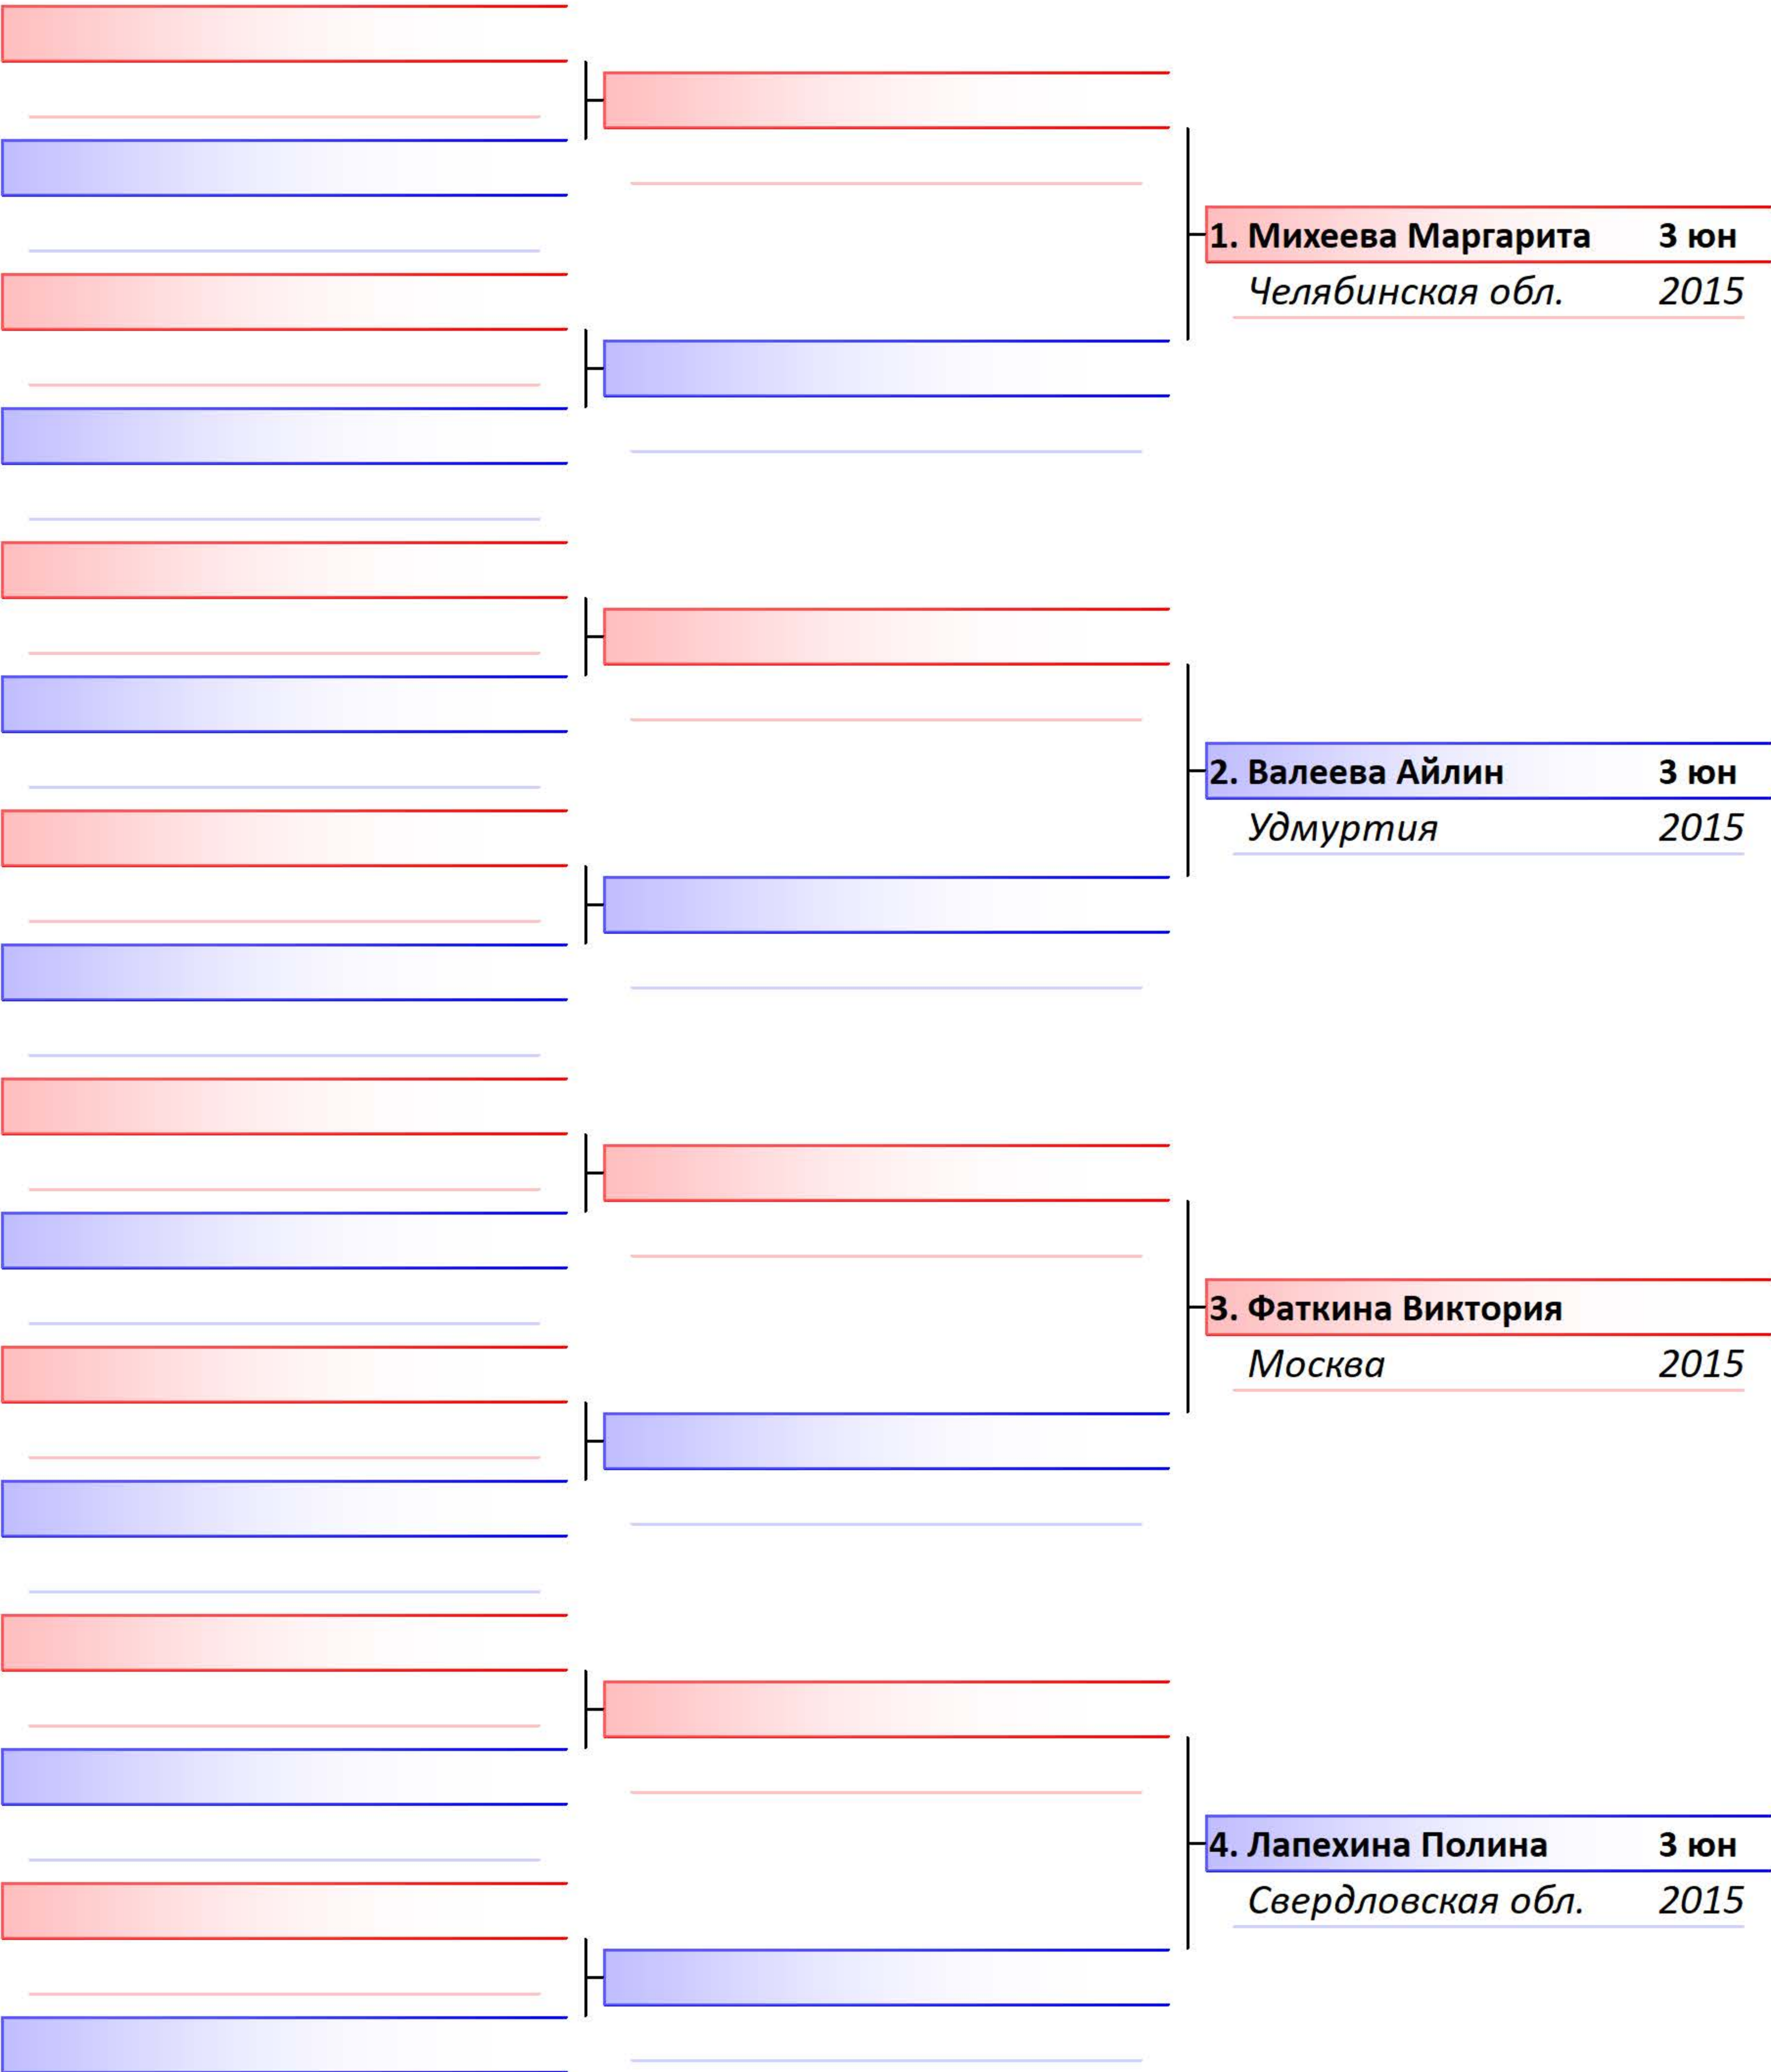 1. Михеева Маргарита 3 юн
Челябинская обл. 2015
2. Валеева Айлин 3 юн
Удмуртия 2015
3. Фаткина Виктория
Москва 2015
4. Лапехина Полина 3 юн
Свердловская обл. 2015